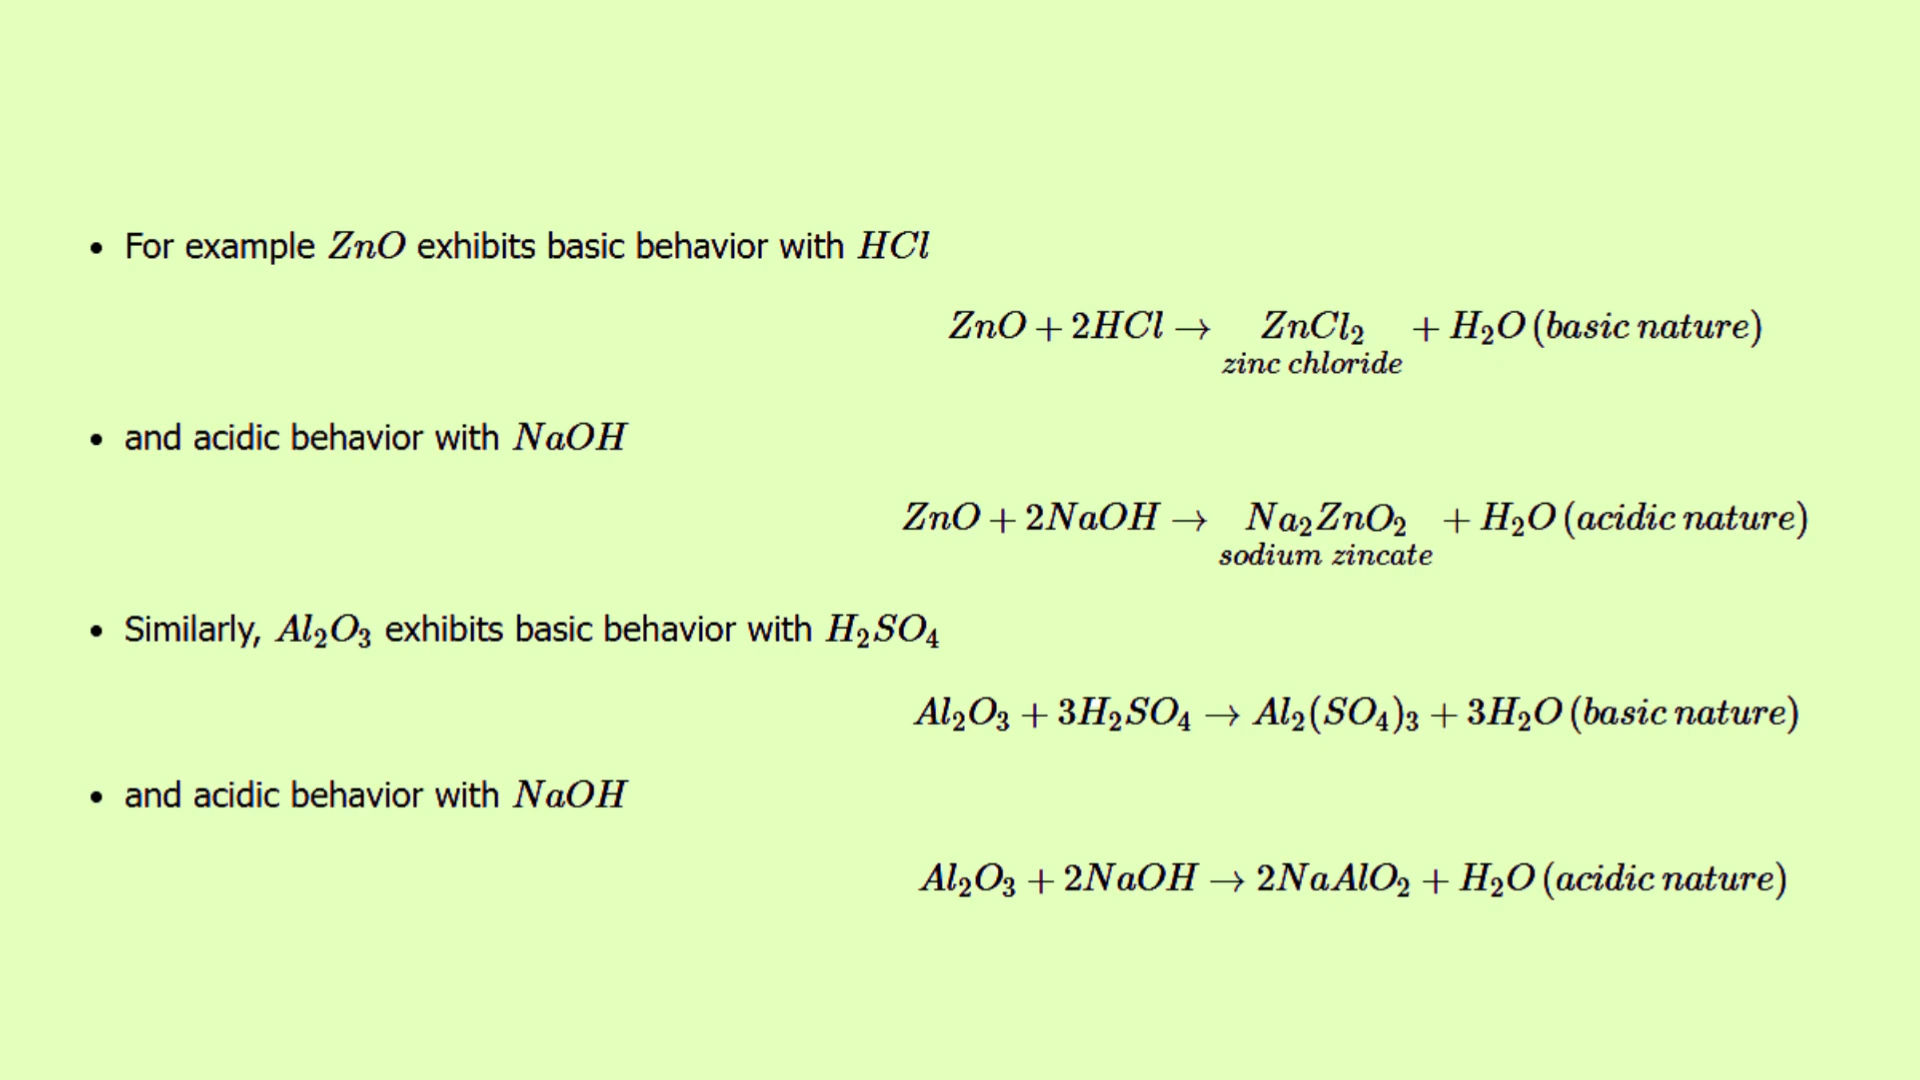 • For example ZnO exhibits basic behavior with HCl
ZnO + 2HCl → ZnCl₂ + H₂O (basic nature)
zinc chloride
• and acidic behavior with NaOH
ZnO + 2NaOH → Na₂ZnO₂ + H₂O (acidic nature)
sodium zincate
• Similarly, Al₂O₃ exhibits basic behavior with H₂SO₄
Al₂O₃ + 3H₂SO₄ → Al₂(SO₄)₃ + 3H₂O (basic nature)
• and acidic behavior with NaOH
Al₂O₃ + 2NaOH → 2NaAlO₂ + H₂O (acidic nature)